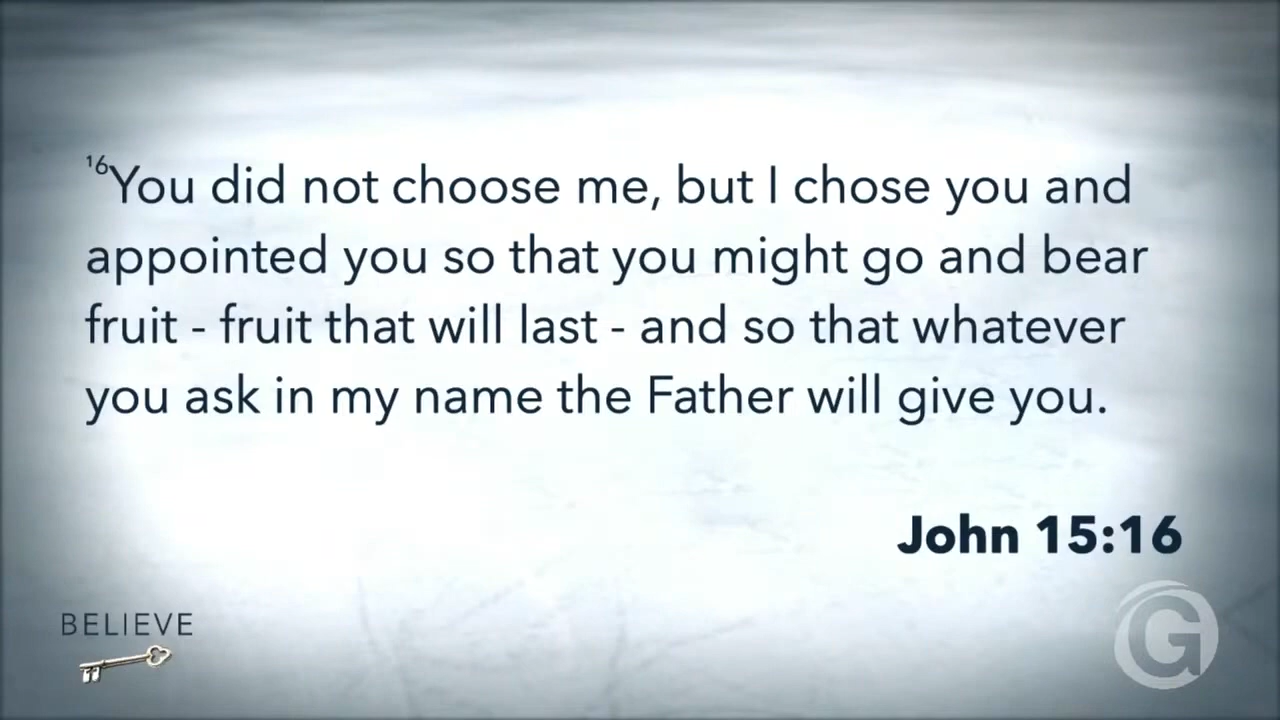 16You did not choose me, but I chose you and
appointed you so that you might go and bear
fruit - fruit that will last - and so that whatever
you ask in my name the Father will give you.
John 15:16
BELIEVE
G